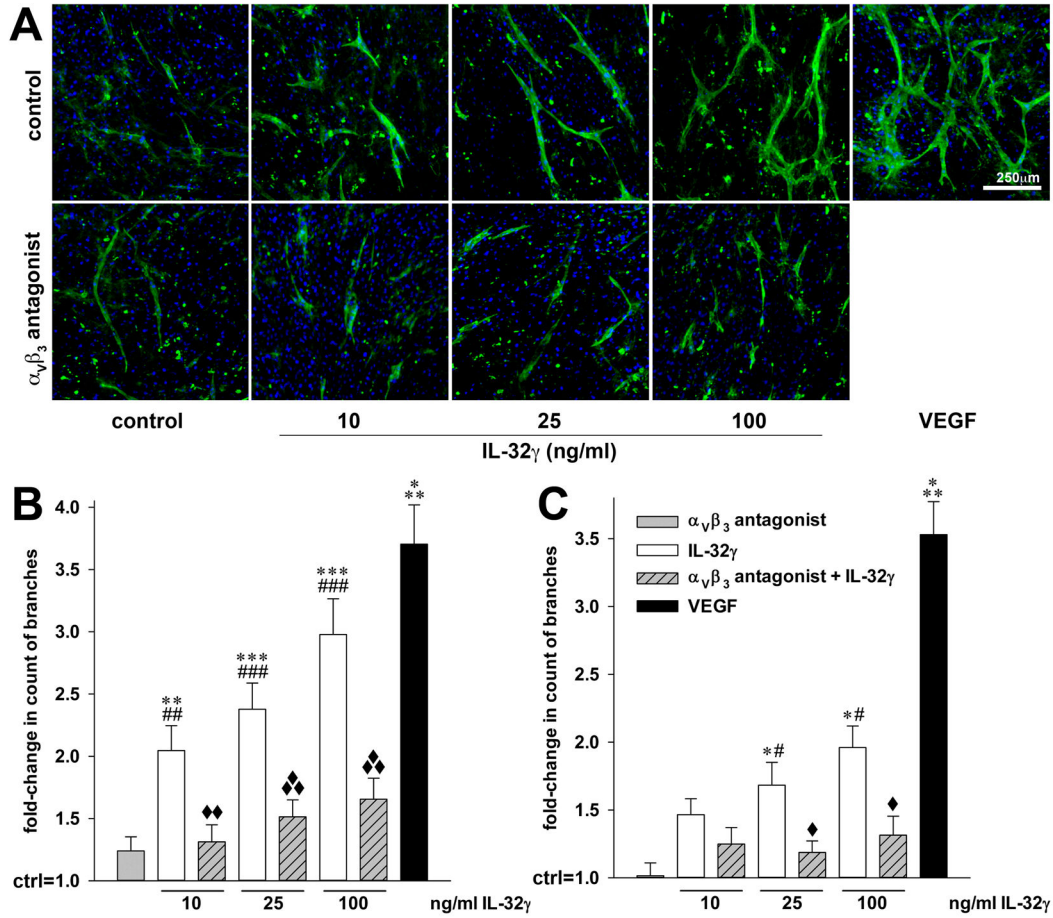 A
control
250μm
αvβ3 antagonist
control 10 25 100 VEGF
IL-32γ (ng/ml)
B
fold-change in count of branches
4.0
3.5
3.0
2.5
2.0
1.5
ctrl=1.0
**
##
♦♦
***
###
♦
♦♦
***
###
♦
♦♦
*
**
10 25 100 ng/ml IL-32γ
C
fold-change in count of branches
3.5
2.5
2.0
1.5
ctrl=1.0
αvβ3 antagonist
IL-32γ
αvβ3 antagonist + IL-32γ
VEGF
*#
♦
*#
♦
*
**
10 25 100 ng/ml IL-32γ